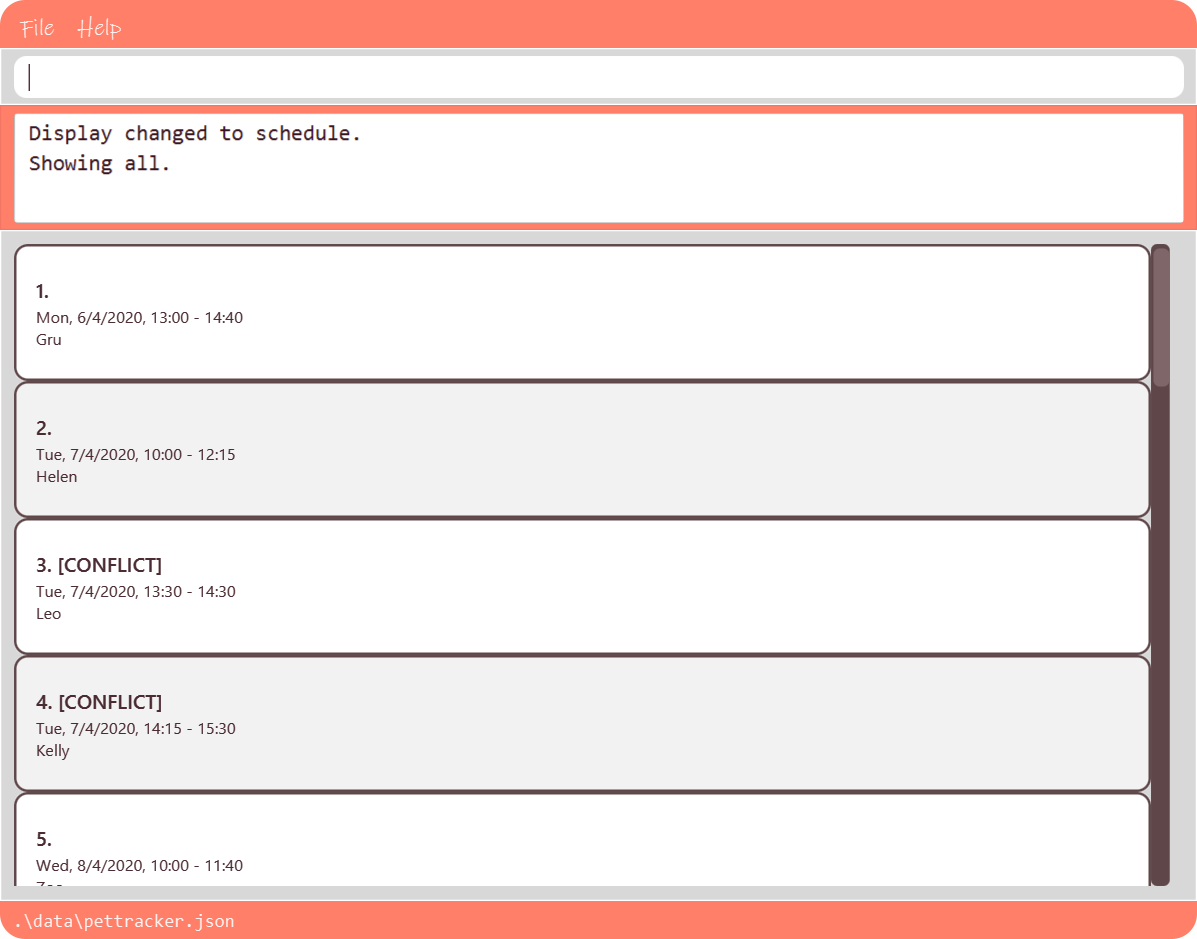 File Help
Display changed to schedule.
Showing all.
1.
Mon, 6/4/2020, 13:00 - 14:40
Gru
2.
Tue, 7/4/2020, 10:00 - 12:15
Helen
3. [CONFLICT]
Tue, 7/4/2020, 13:30 - 14:30
Leo
4. [CONFLICT]
Tue, 7/4/2020, 14:15 - 15:30
Kelly
5.
Wed, 8/4/2020, 10:00 - 11:40
.\data\pettracker.json